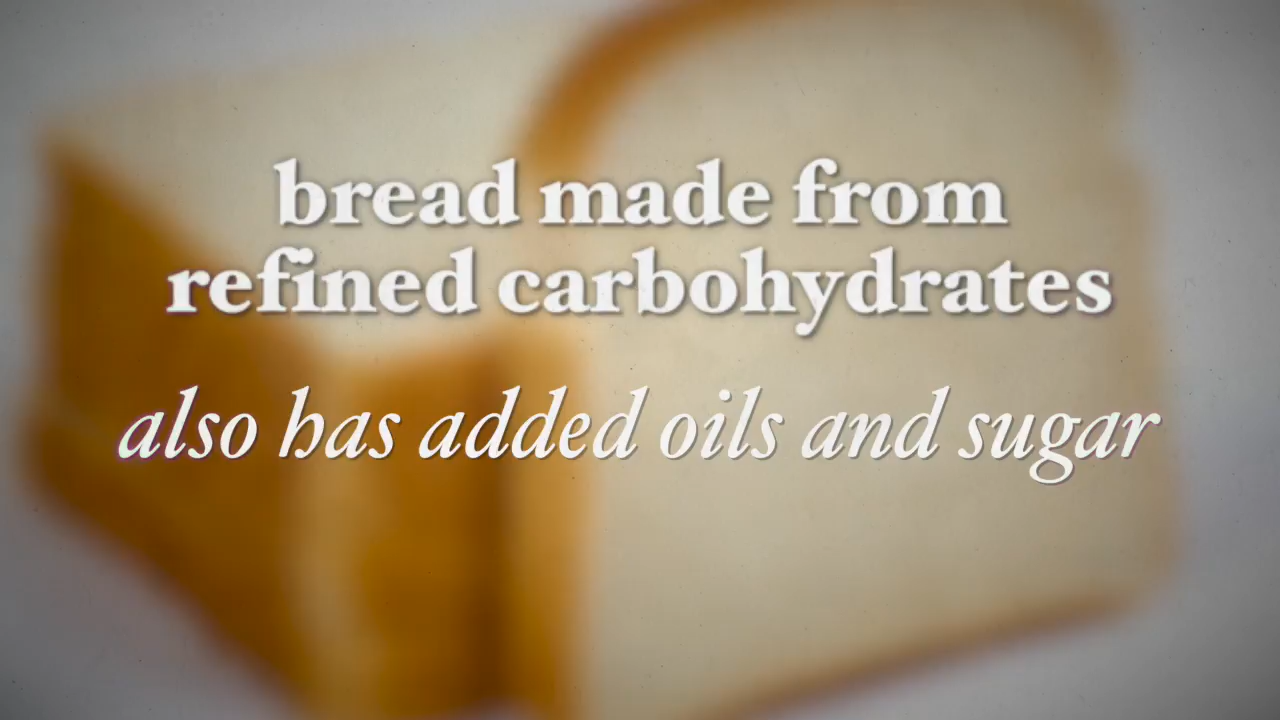 bread made from
refined carbohydrates
also has added oils and sugar